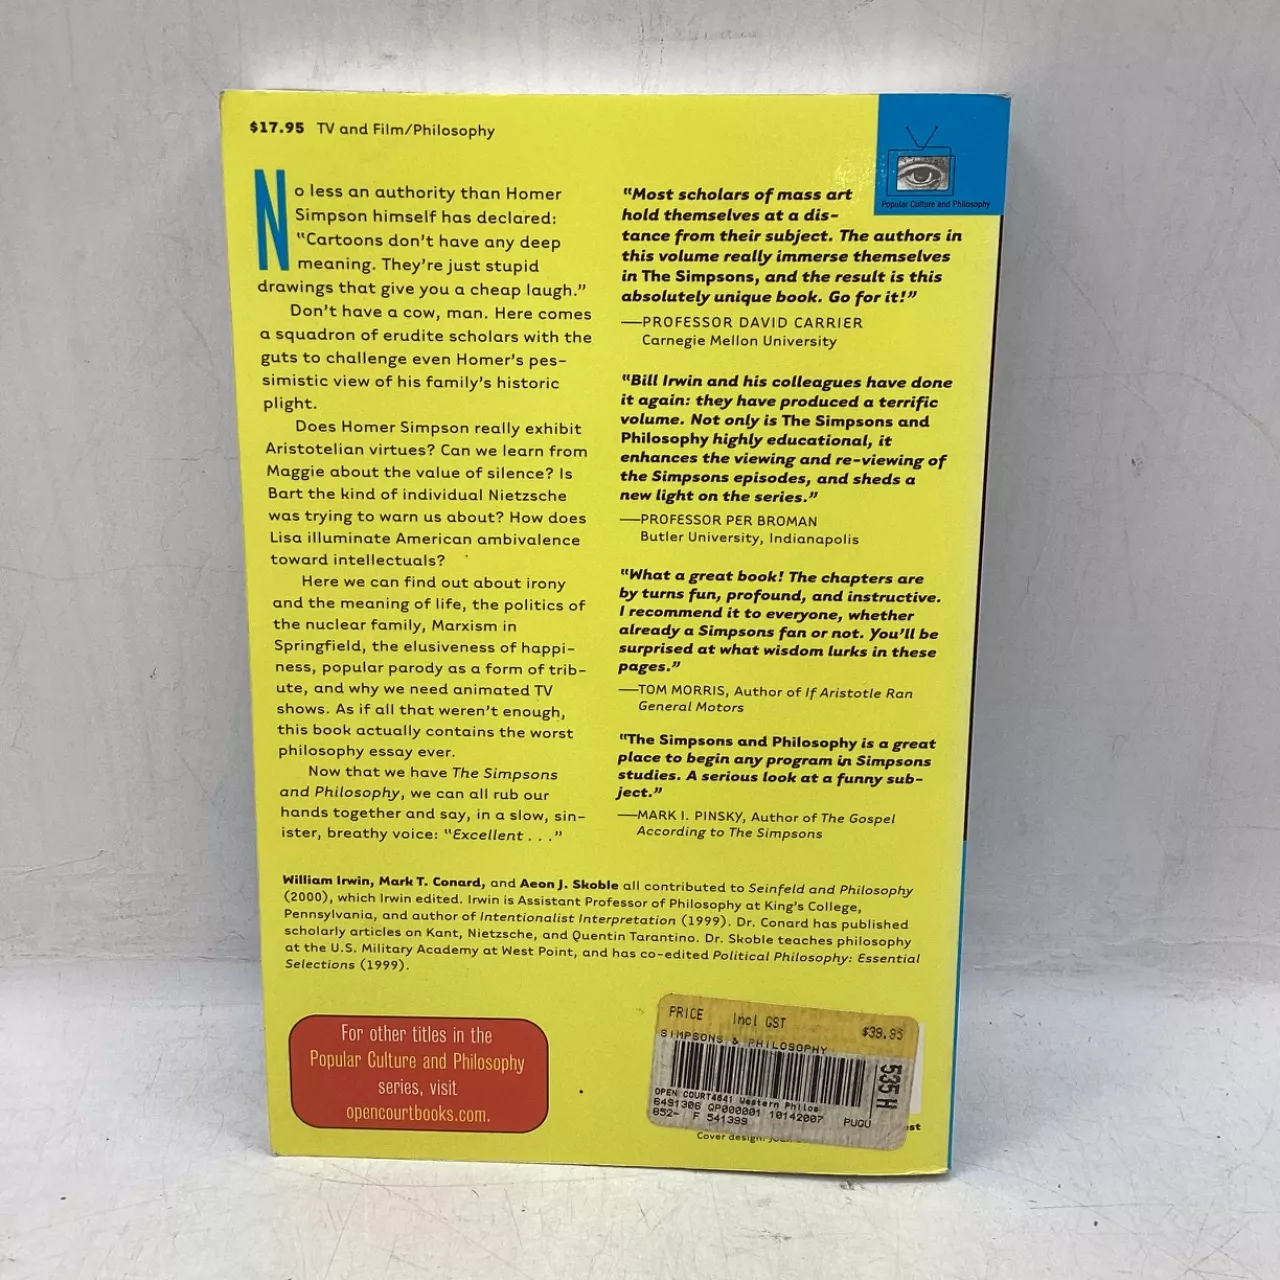 $17.95 TV and Film/Philosophy
Popular Culture and Philosophy
No less an authority than Homer
Simpson himself has declared:
"Cartoons don't have any deep
meaning. They're just stupid
drawings that give you a cheap laugh."
Don't have a cow, man. Here comes
a squadron of erudite scholars with the
guts to challenge even Homer's pes-
simistic view of his family's historic
plight.
Does Homer Simpson really exhibit
Aristotelian virtues? Can we learn from
Maggie about the value of silence? Is
Bart the kind of individual Nietzsche
was trying to warn us about? How does
Lisa illuminate American ambivalence
toward intellectuals?
Here we can find out about irony
and the meaning of life, the politics of
the nuclear family, Marxism in
Springfield, the elusiveness of happi-
ness, popular parody as a form of trib-
ute, and why we need animated TV
shows. As if all that weren't enough,
this book actually contains the worst
philosophy essay ever.
Now that we have The Simpsons
and Philosophy, we can all rub our
hands together and say, in a slow, sin-
ister, breathy voice: "Excellent . . ."
"Most scholars of mass art
hold themselves at a dis-
tance from their subject. The authors in
this volume really immerse themselves
in The Simpsons, and the result is this
absolutely unique book. Go for it!"
—PROFESSOR DAVID CARRIER
Carnegie Mellon University
"Bill Irwin and his colleagues have done
it again: they have produced a terrific
volume. Not only is The Simpsons and
Philosophy highly educational, it
enhances the viewing and re-viewing of
the Simpsons episodes, and sheds a
new light on the series."
—PROFESSOR PER BROMAN
Butler University, Indianapolis
"What a great book! The chapters are
by turns fun, profound, and instructive.
I recommend it to everyone, whether
already a Simpsons fan or not. You'll be
surprised at what wisdom lurks in these
pages."
—TOM MORRIS, Author of If Aristotle Ran
General Motors
"The Simpsons and Philosophy is a great
place to begin any program in Simpsons
studies. A serious look at a funny sub-
ject."
—MARK I. PINSKY, Author of The Gospel
According to The Simpsons
William Irwin, Mark T. Conard, and Aeon J. Skoble all contributed to Seinfeld and Philosophy
(2000), which Irwin edited. Irwin is Assistant Professor of Philosophy at King's College,
Pennsylvania, and author of Intentionalist Interpretation (1999). Dr. Conard has published
scholarly articles on Kant, Nietzsche, and Quentin Tarantino. Dr. Skoble teaches philosophy
at the U.S. Military Academy at West Point, and has co-edited Political Philosophy: Essential
Selections (1999).
For other titles in the
Popular Culture and Philosophy
series, visit
opencourtbooks.com.
PRICE Incl GST $39.95
SIMPSONS & PHILOSOPHY
535 H
OPEN COURT4641 Western Philos
6491306 QP000001 10142007
852- F 541399 PUGU
Cover design: